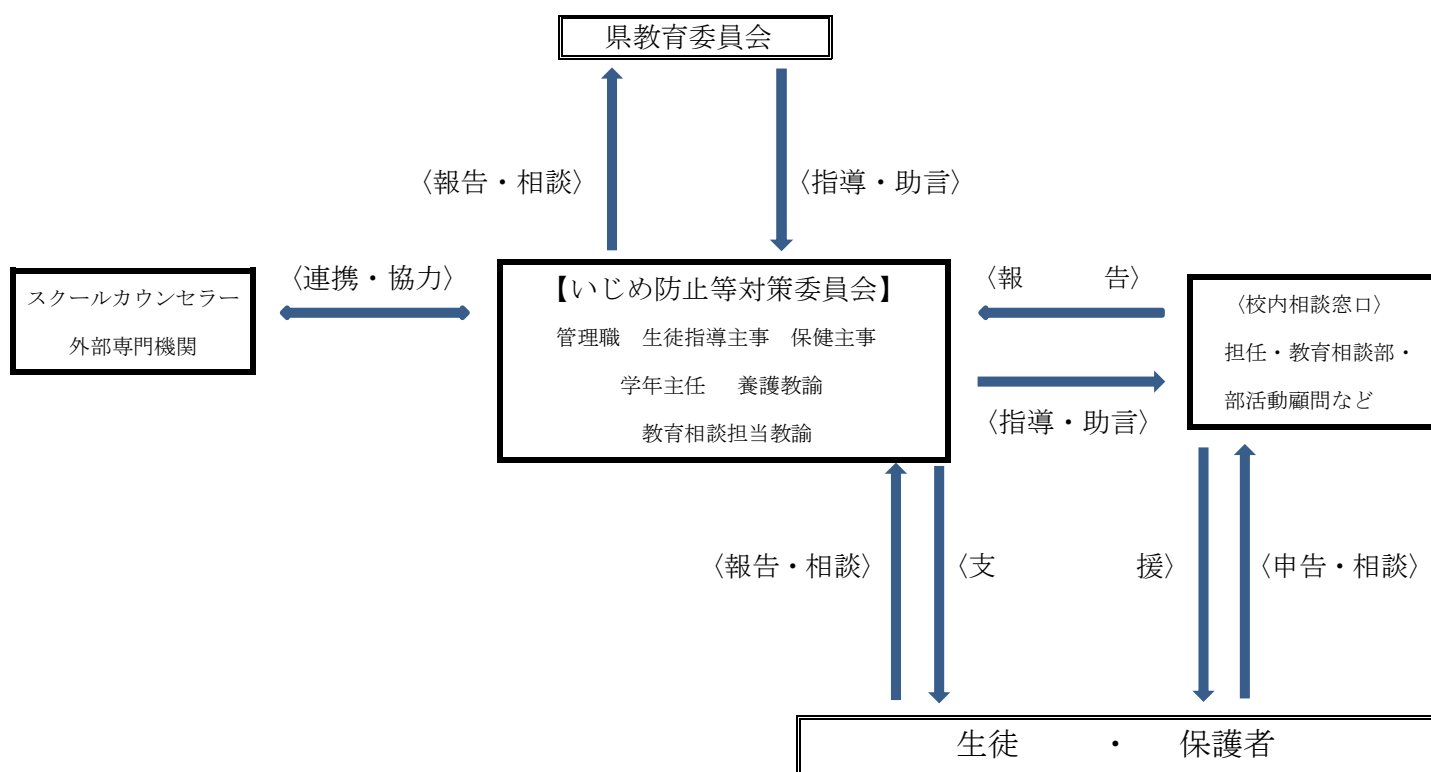 県教育委員会
〈報告・相談〉
〈指導・助言〉
スクールカウンセラー
外部専門機関
〈連携・協力〉
【いじめ防止等対策委員会】
管理職 生徒指導主事 保健主事
学年主任 養護教諭
教育相談担当教諭
〈報 告〉
〈指導・助言〉
〈校内相談窓口〉
担任・教育相談部・
部活動顧問など
〈報告・相談〉
〈支 援〉
〈申告・相談〉
生徒 ・ 保護者